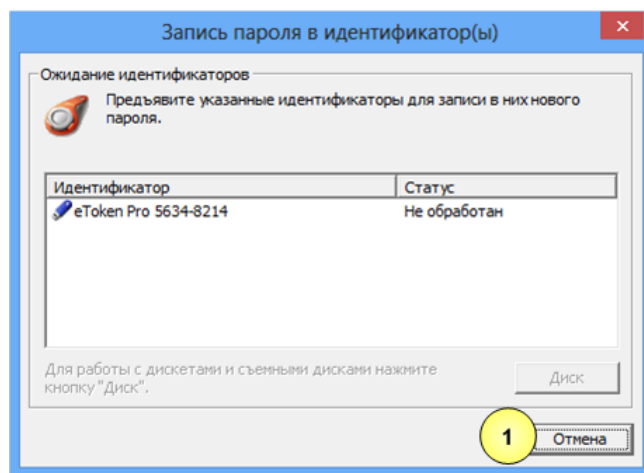 Запись пароля в идентификатор(ы)
Ожидание идентификаторов
Предъявите указанные идентификаторы для записи в них нового
пароля.
Идентификатор Статус
eToken Pro 5634-8214 Не обработан
Для работы с дискетами и съемными дисками нажмите
кнопку "Диск".
Диск
1 Отмена